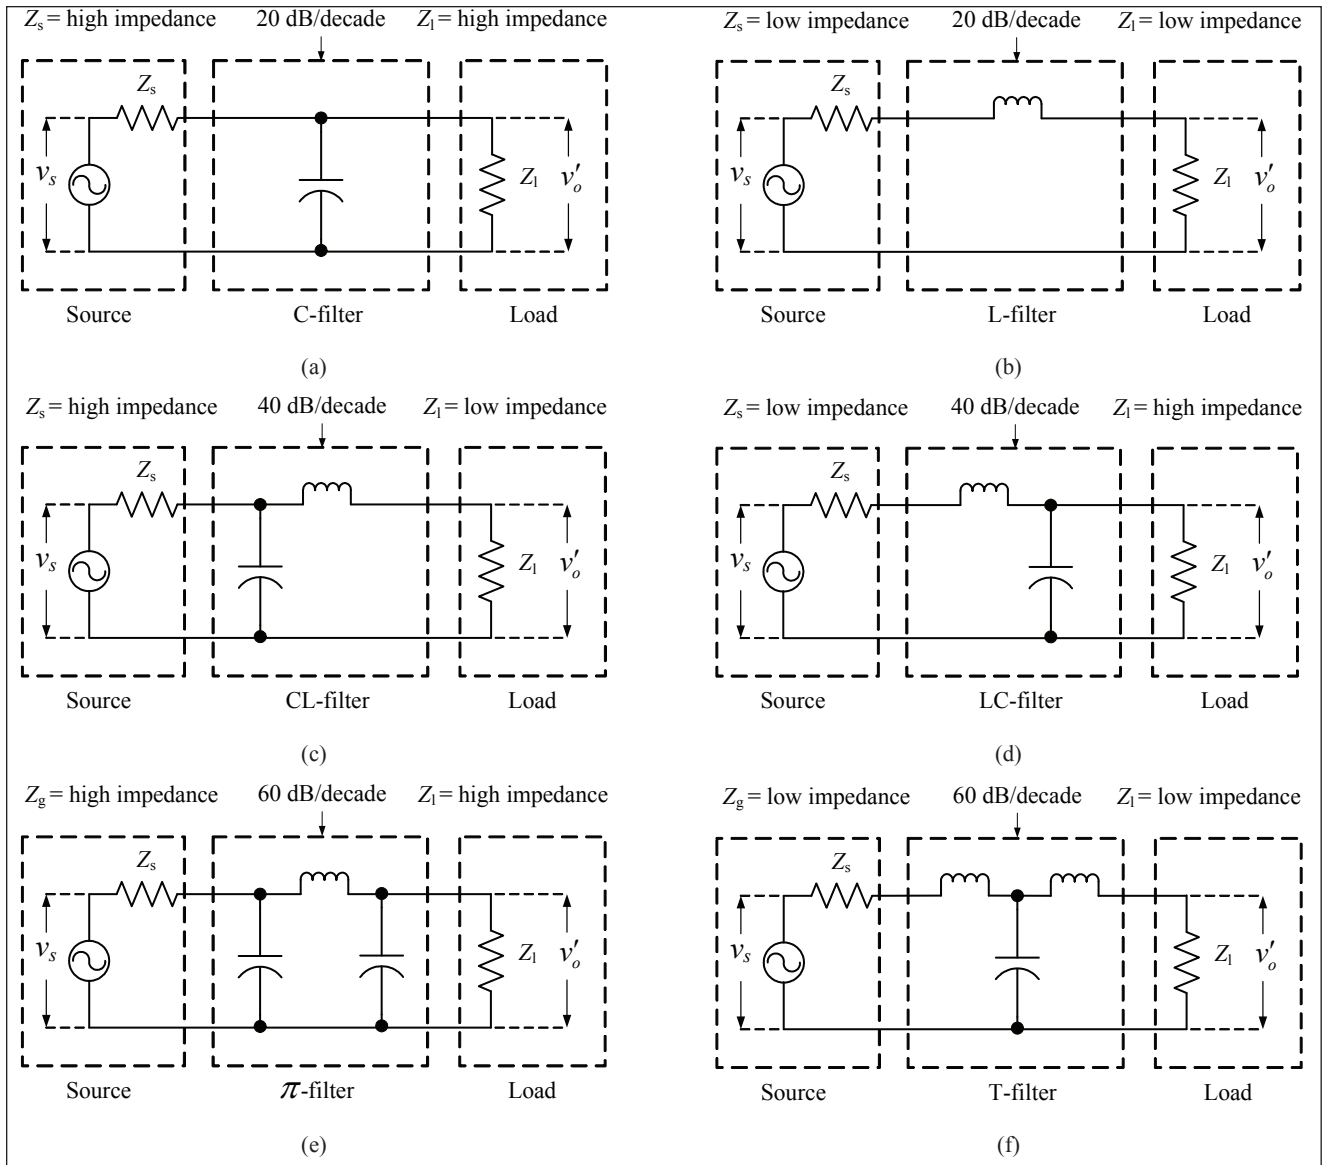 Zs = high impedance 20 dB/decade Zl = high impedance
Zs = low impedance 20 dB/decade Zl = low impedance
Zs
vs
Zl
v′o
Source C-filter Load
(a)
Zs
vs
Zl
v′o
Source L-filter Load
(b)
Zs = high impedance 40 dB/decade Zl = low impedance
Zs = low impedance 40 dB/decade Zl = high impedance
Zs
vs
Zl
v′o
Source CL-filter Load
(c)
Zs
vs
Zl
v′o
Source LC-filter Load
(d)
Zg = high impedance 60 dB/decade Zl = high impedance
Zg = low impedance 60 dB/decade Zl = low impedance
Zs
vs
Zl
v′o
Source π-filter Load
(e)
Zs
vs
Zl
v′o
Source T-filter Load
(f)